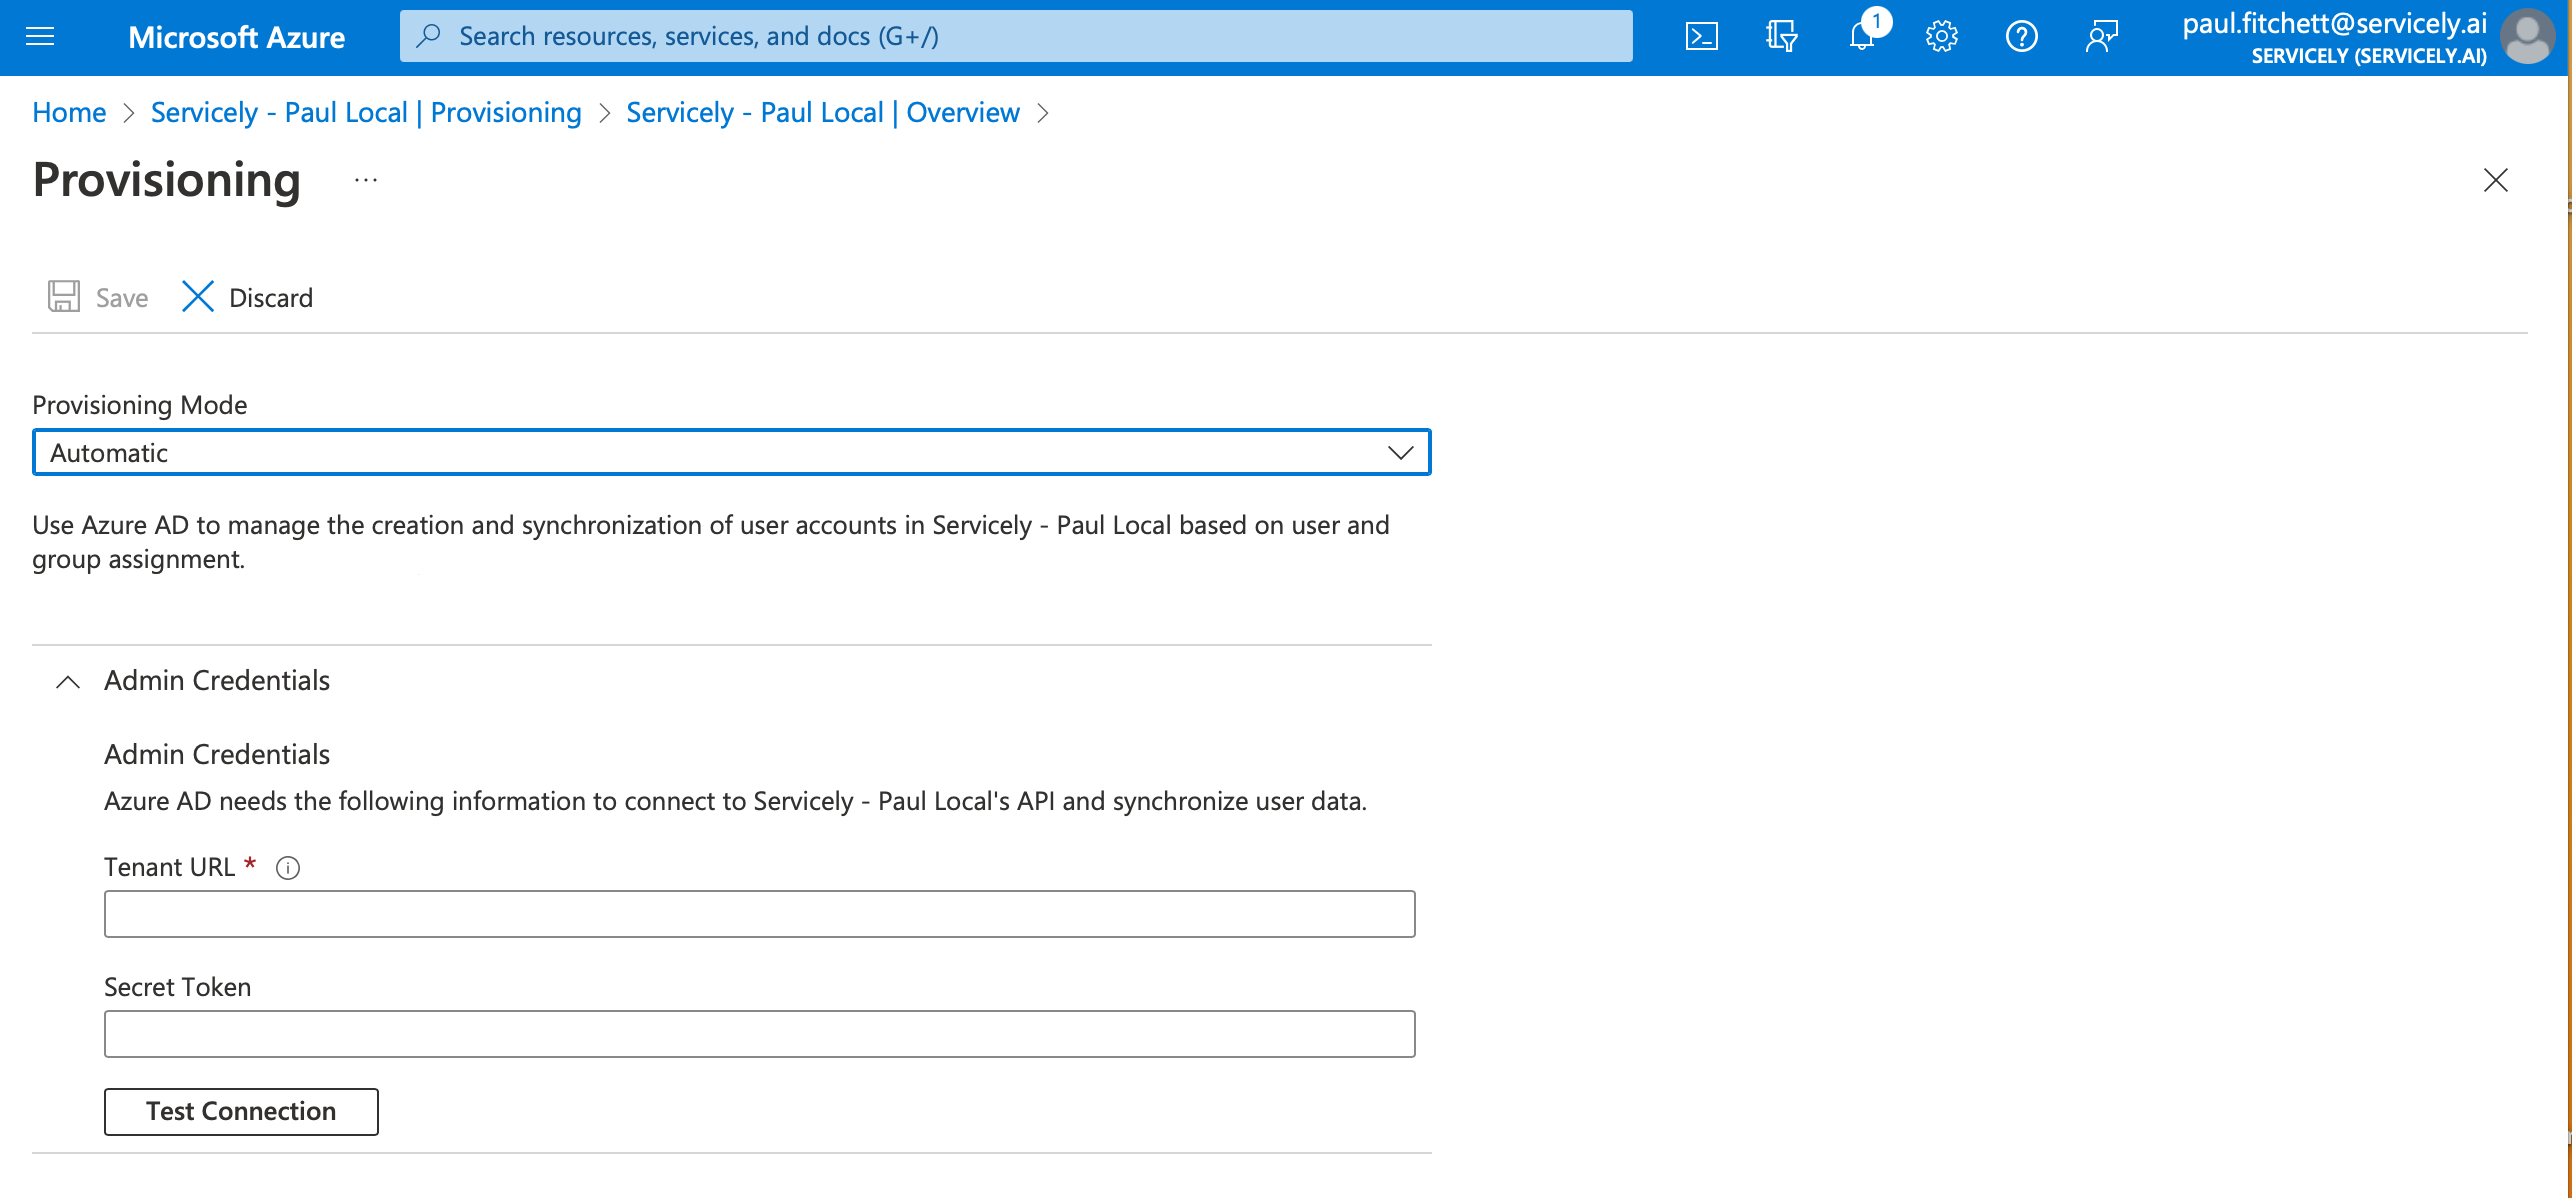 Microsoft Azure
Search resources, services, and docs (G+/)
1
paul.fitchett@servicely.ai
SERVICELY (SERVICELY.AI)
Home > Servicely - Paul Local | Provisioning > Servicely - Paul Local | Overview >
Provisioning ...
Save
Discard
Provisioning Mode
Automatic
Use Azure AD to manage the creation and synchronization of user accounts in Servicely - Paul Local based on user and
group assignment.
Admin Credentials
Admin Credentials
Azure AD needs the following information to connect to Servicely - Paul Local's API and synchronize user data.
Tenant URL *
Secret Token
Test Connection